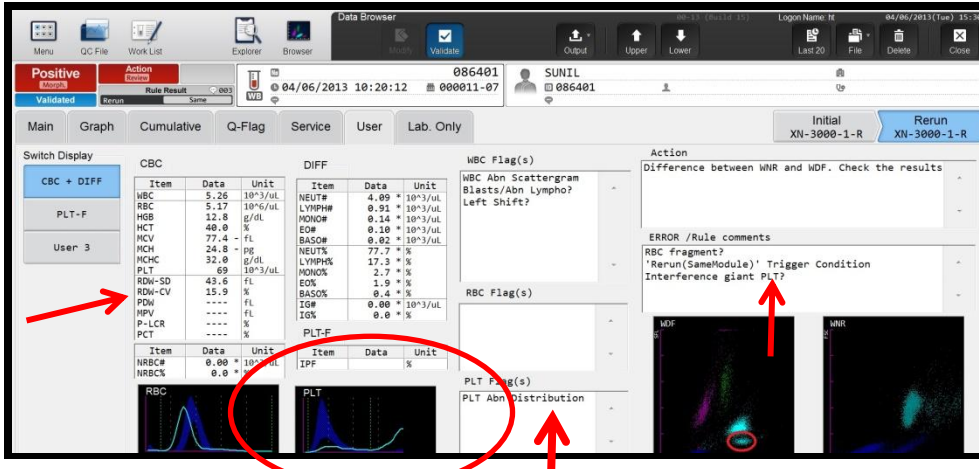 Data Browser
00-13 (Build 15)
Logon Name: ht
04/06/2013(Tue) 15:36
Menu
QC File
Work List
Explorer
Browser
Modify
Validate
Output
Upper
Lower
Last 20
File
Delete
Close
Positive
Morph.
Validated
Action
Review
Rule Result
003
Rerun
Same
WB
086401
04/06/2013 10:20:12
000011-07
SUNIL
086401
Main
Graph
Cumulative
Q-Flag
Service
User
Lab. Only
Initial
XN-3000-1-R
Rerun
XN-3000-1-R
Switch Display
CBC + DIFF
PLT-F
User 3
CBC
Item Data Unit
WBC 5.26 10^3/uL
RBC 5.17 10^6/uL
HGB 12.8 g/dL
HCT 40.0 %
MCV 77.4 - fL
MCH 24.8 - pg
MCHC 32.0 g/dL
PLT 69 10^3/uL
RDW-SD 43.6 fL
RDW-CV 15.9 %
PDW ---- fL
MPV ---- fL
P-LCR ---- %
PCT ---- %
Item Data Unit
NRBC# 0.00 * 10^3/uL
NRBC% 0.0 * %
RBC
DIFF
Item Data Unit
NEUT# 4.09 * 10^3/uL
LYMPH# 0.91 * 10^3/uL
MONO# 0.14 * 10^3/uL
EO# 0.10 * 10^3/uL
BASO# 0.02 * 10^3/uL
NEUT% 77.7 * %
LYMPH% 17.3 * %
MONO% 2.7 * %
EO% 1.9 * %
BASO% 0.4 * %
IG# 0.00 * 10^3/uL
IG% 0.0 * %
PLT-F
Item Data Unit
IPF %
PLT
WBC Flag(s)
WBC Abn Scattergram
Blasts/Abn Lympho?
Left Shift?
RBC Flag(s)
PLT Flag(s)
PLT Abn Distribution
Action
Difference between WNR and WDF. Check the results
ERROR /Rule comments
RBC fragment?
'Rerun(SameModule)' Trigger Condition
Interference giant PLT?
WDF
WNR